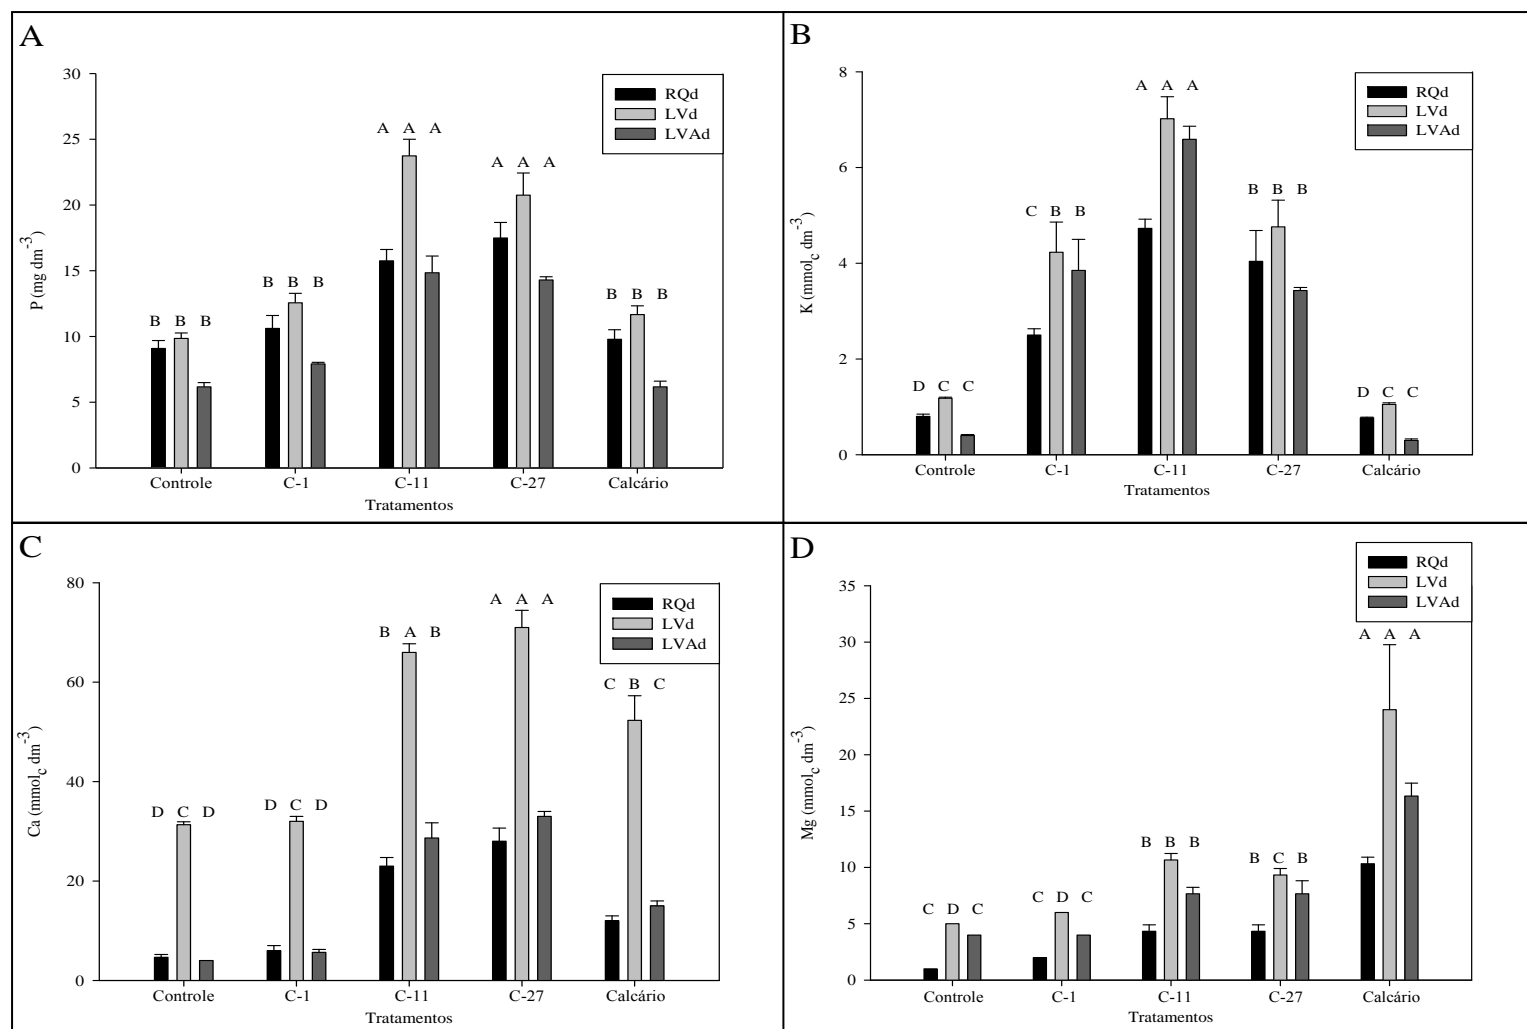 A
P (mg dm⁻³)
30
25
20
15
10
5
0
RQd
LVd
LVAd
B B B
B B B
A A A
A A A
B B B
Controle C-1 C-11 C-27 Calcário
Tratamentos
B
K (mmolc dm⁻³)
8
6
4
2
0
RQd
LVd
LVAd
D C C
C B B
A A A
B B B
D C C
Controle C-1 C-11 C-27 Calcário
Tratamentos
C
Ca (mmolc dm⁻³)
80
60
40
20
0
RQd
LVd
LVAd
D C D
D C D
B A B
A A A
C B C
Controle C-1 C-11 C-27 Calcário
Tratamentos
D
Mg (mmolc dm⁻³)
35
30
25
20
15
10
5
0
RQd
LVd
LVAd
C D C
C D C
B B B
B C B
A A A
Controle C-1 C-11 C-27 Calcário
Tratamentos